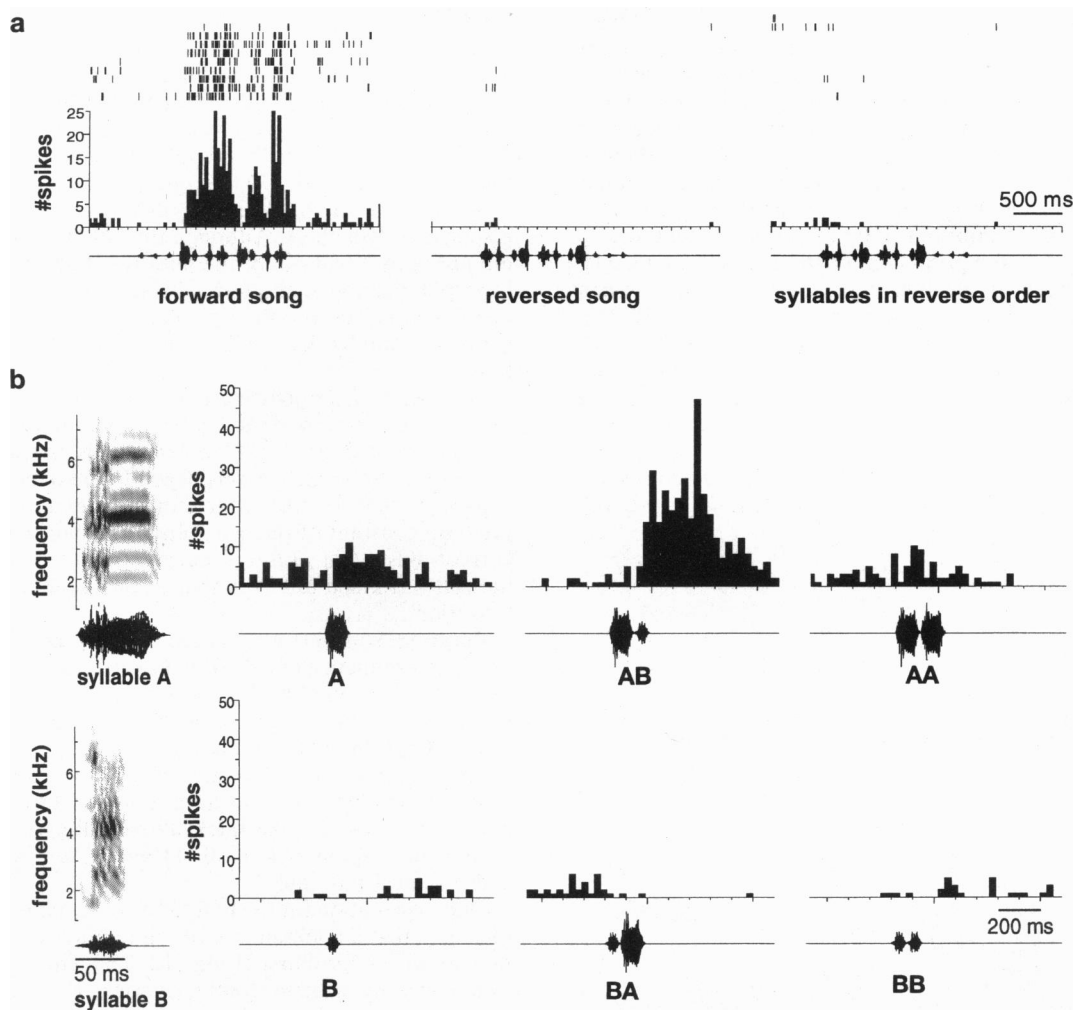 a
25
20
15
10
5
0
#spikes
500 ms
forward song
reversed song
syllables in reverse order
b
frequency (kHz)
6
4
2
syllable A
#spikes
50
40
30
20
10
0
A
AB
AA
frequency (kHz)
6
4
2
50 ms
syllable B
#spikes
50
40
30
20
10
0
200 ms
B
BA
BB